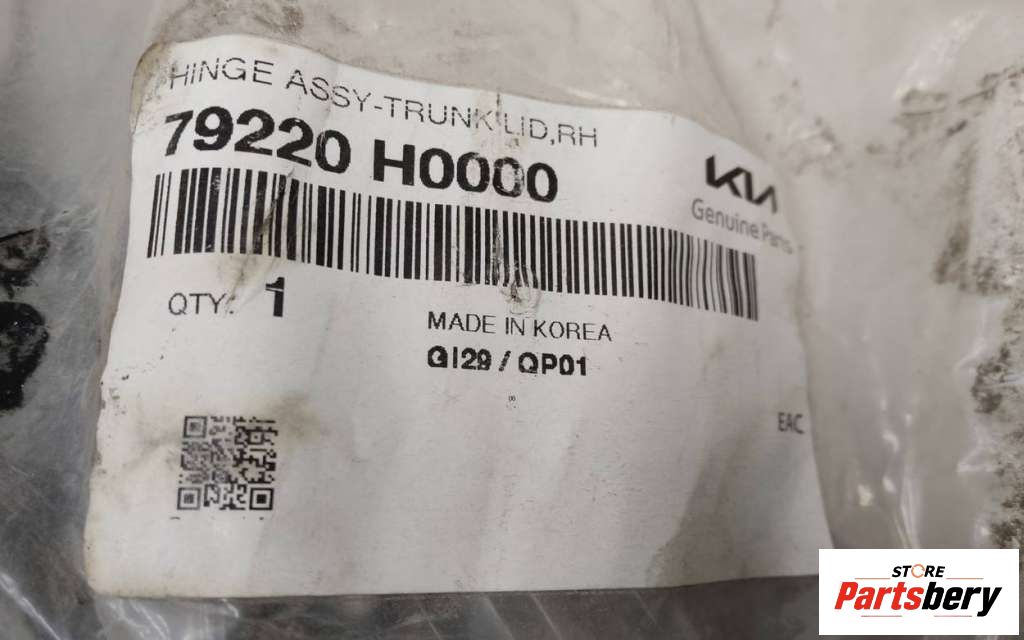 HINGE ASSY-TRUNK LID,RH
79220 H0000
KIA
Genuine Parts
QTY: 1
MADE IN KOREA
GI29 / QP01
EAC
STORE
Partsbery